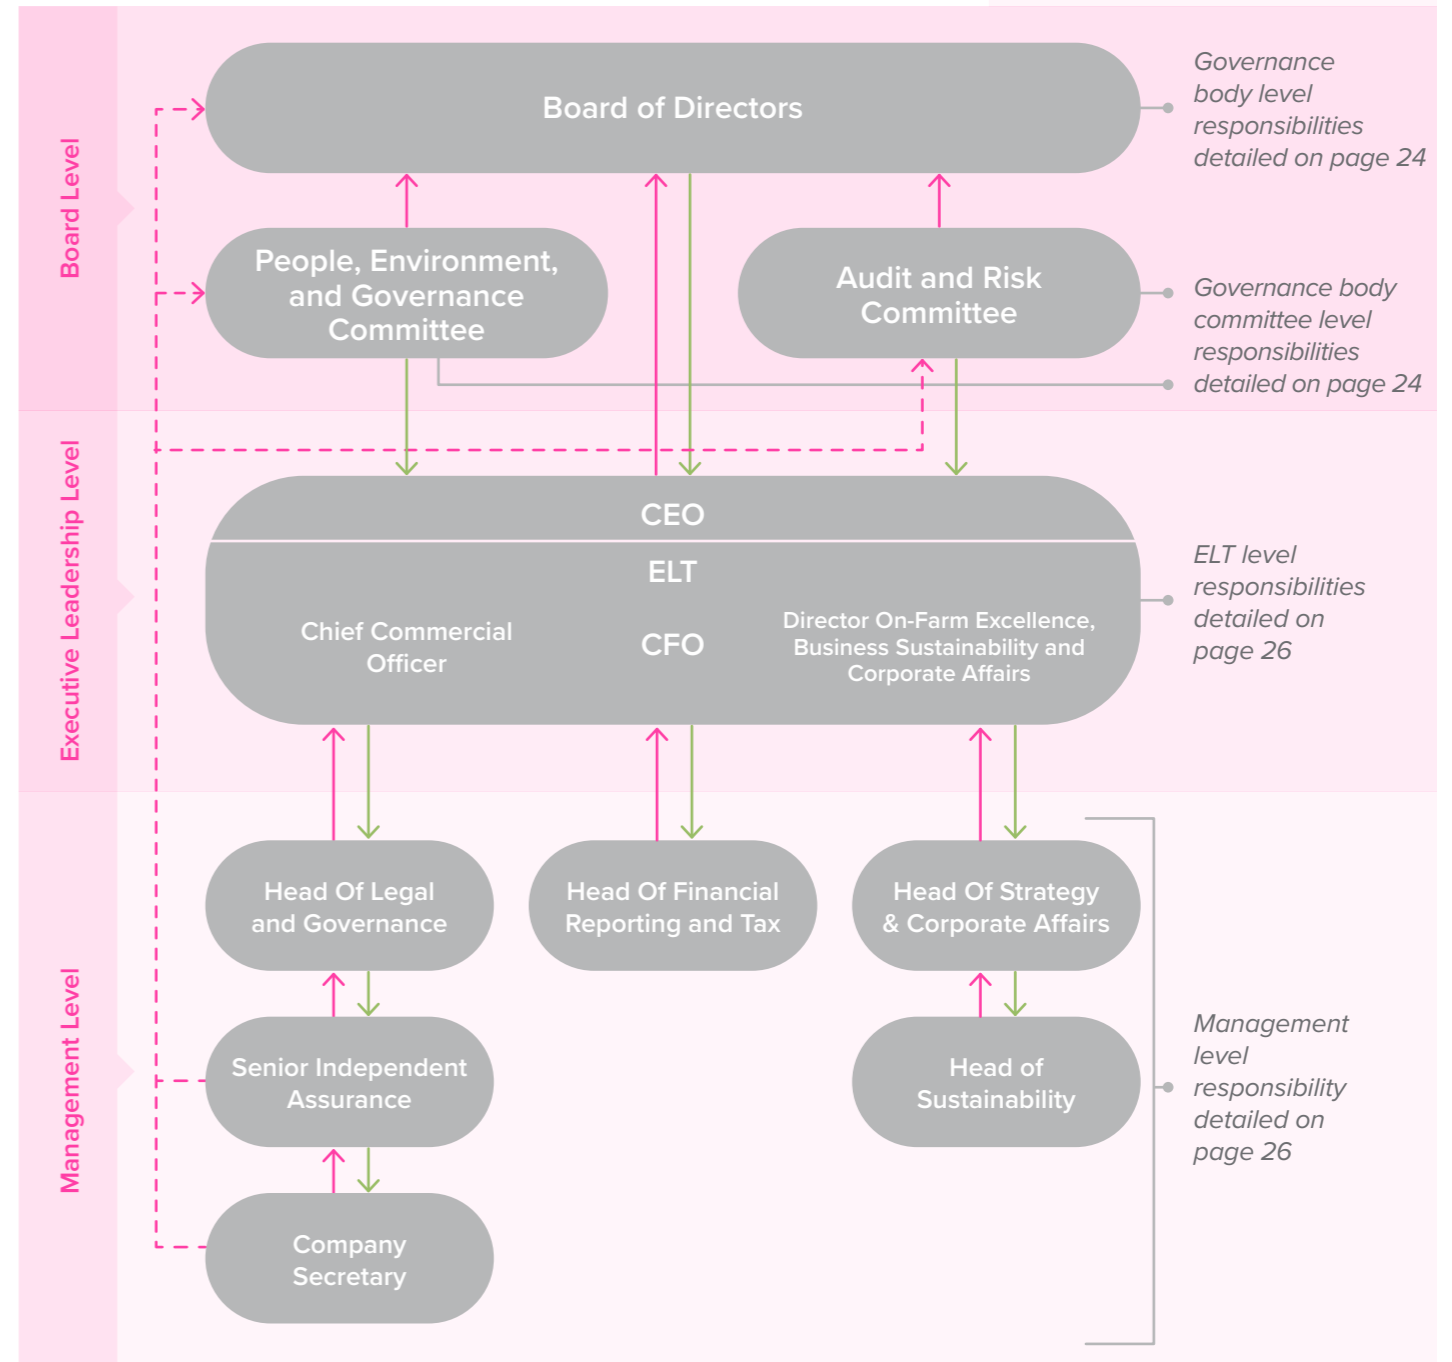 Board Level
Board of Directors
Governance
body level
responsibilities
detailed on page 24
People, Environment,
and Governance
Committee
Audit and Risk
Committee
Governance body
committee level
responsibilities
detailed on page 24
Executive Leadership Level
CEO
ELT
Chief Commercial
Officer
CFO
Director On-Farm Excellence,
Business Sustainability and
Corporate Affairs
ELT level
responsibilities
detailed on
page 26
Management Level
Head Of Legal
and Governance
Head Of Financial
Reporting and Tax
Head Of Strategy
& Corporate Affairs
Senior Independent
Assurance
Head of
Sustainability
Company
Secretary
Management
level
responsibility
detailed on
page 26